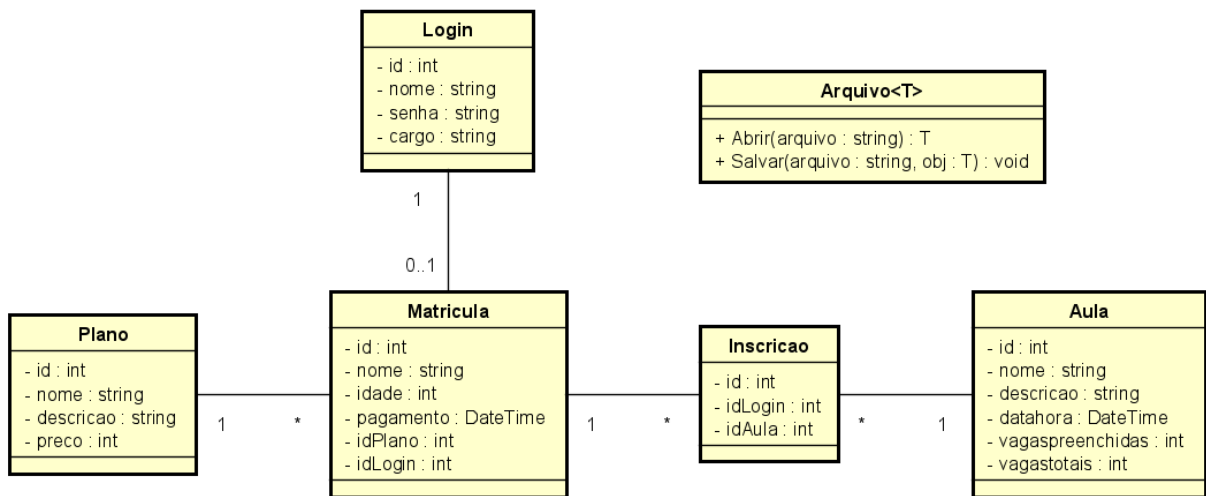 Login
- id : int
- nome : string
- senha : string
- cargo : string
Arquivo<T>
+ Abrir(arquivo : string) : T
+ Salvar(arquivo : string, obj : T) : void
1
0..1
Plano
- id : int
- nome : string
- descricao : string
- preco : int
1
*
Matricula
- id : int
- nome : string
- idade : int
- pagamento : DateTime
- idPlano : int
- idLogin : int
1
*
Inscricao
- id : int
- idLogin : int
- idAula : int
*
1
Aula
- id : int
- nome : string
- descricao : string
- datahora : DateTime
- vagaspreenchidas : int
- vagastotais : int